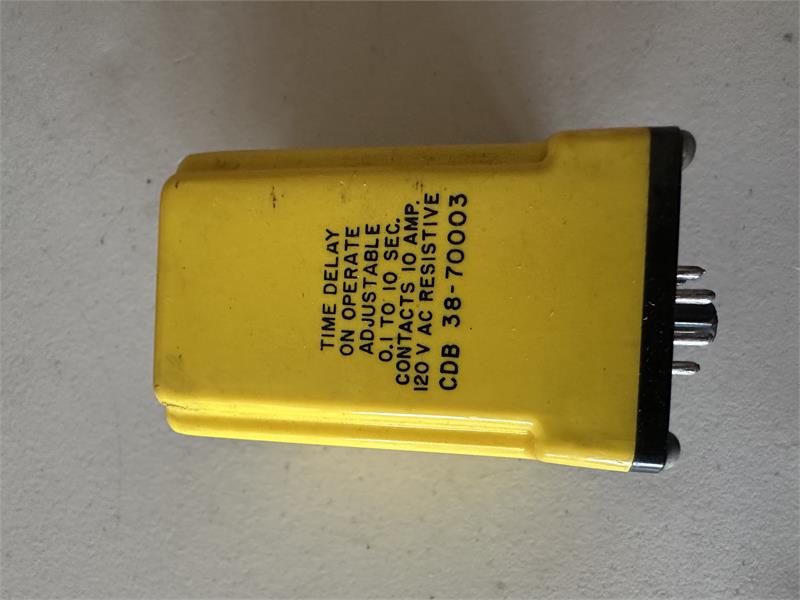 TIME DELAY
ON OPERATE
ADJUSTABLE
0.1 TO 10 SEC.
CONTACTS 10 AMP.
120 V AC RESISTIVE
CDB 38-70003